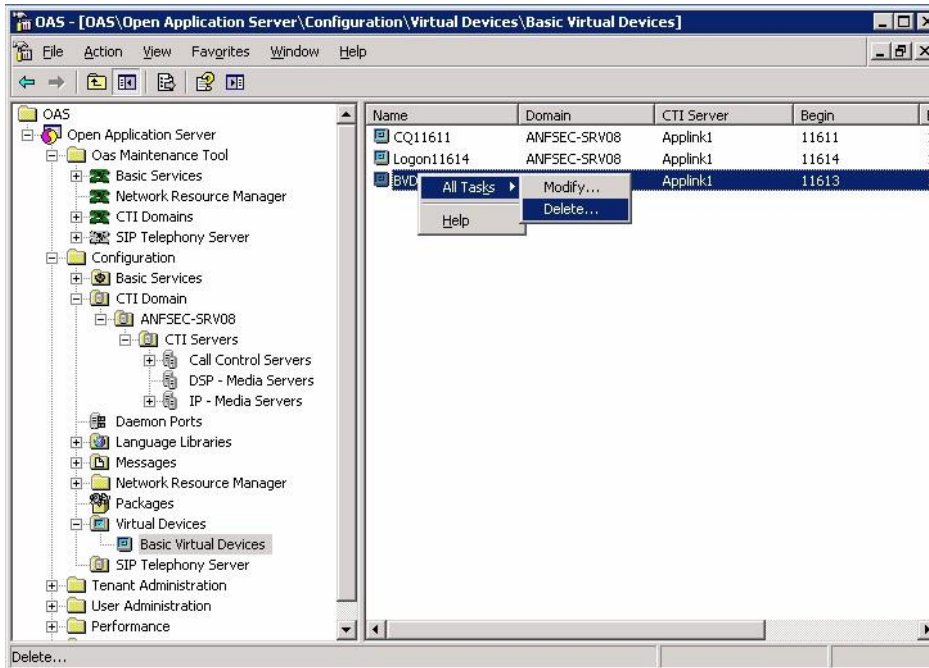 OAS - [OAS\Open Application Server\Configuration\Virtual Devices\Basic Virtual Devices]
File Action View Favorites Window Help
OAS
Open Application Server
Oas Maintenance Tool
Basic Services
Network Resource Manager
CTI Domains
SIP Telephony Server
Configuration
Basic Services
CTI Domain
ANFSEC-SRV08
CTI Servers
Call Control Servers
DSP - Media Servers
IP - Media Servers
Daemon Ports
Language Libraries
Messages
Network Resource Manager
Packages
Virtual Devices
Basic Virtual Devices
SIP Telephony Server
Tenant Administration
User Administration
Performance
Name Domain CTI Server Begin
CQ11611 ANFSEC-SRV08 Applink1 11611
Logon11614 ANFSEC-SRV08 Applink1 11614
BVD Applink1 11613
All Tasks
Help
Modify...
Delete...
Delete...